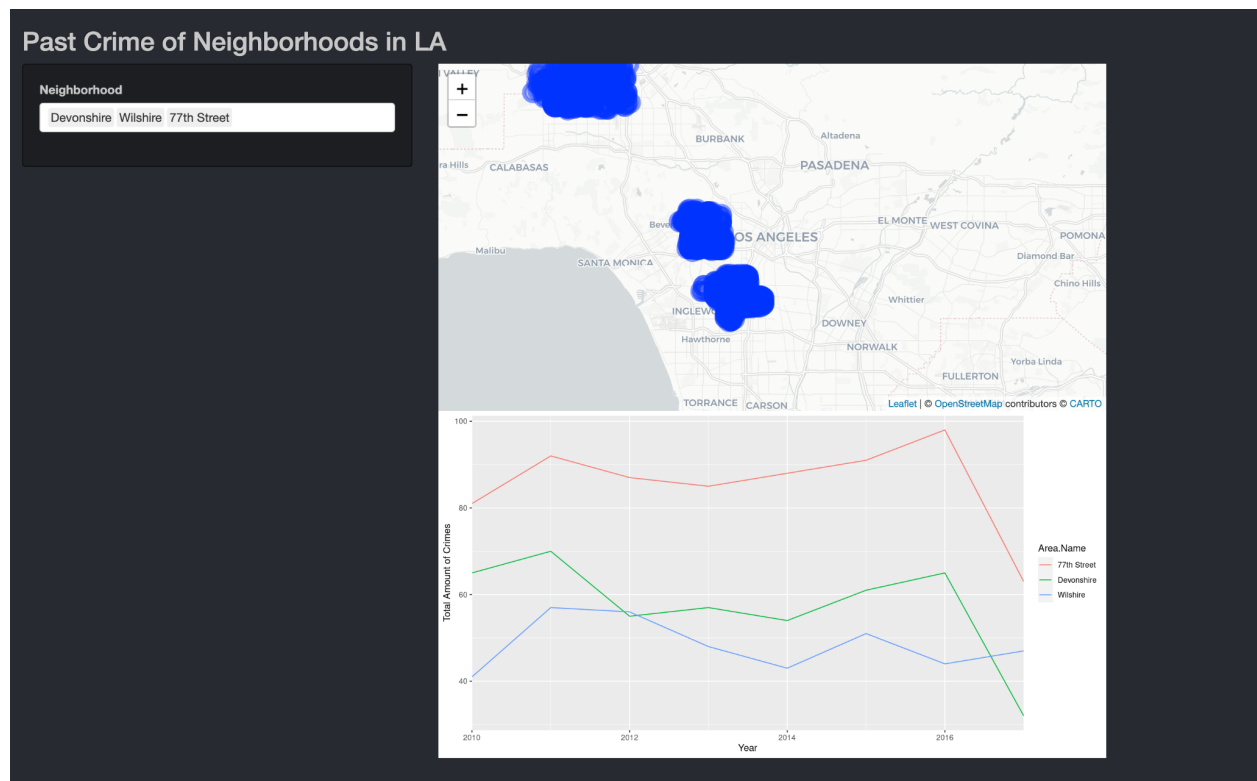 Past Crime of Neighborhoods in LA
Neighborhood
Devonshire Wilshire 77th Street
VALLEY
+
−
BURBANK
Altadena
ra Hills
CALABASAS
PASADENA
EL MONTE
WEST COVINA
Beve
OS ANGELES
POMONA
Malibu
SANTA MONICA
Diamond Bar
Chino Hills
Whittier
INGLEW
DOWNEY
Hawthorne
NORWALK
Yorba Linda
FULLERTON
TORRANCE
CARSON
Leaflet | © OpenStreetMap contributors © CARTO
100
80
60
40
Total Amount of Crimes
2010
2012
2014
2016
Year
Area.Name
77th Street
Devonshire
Wilshire